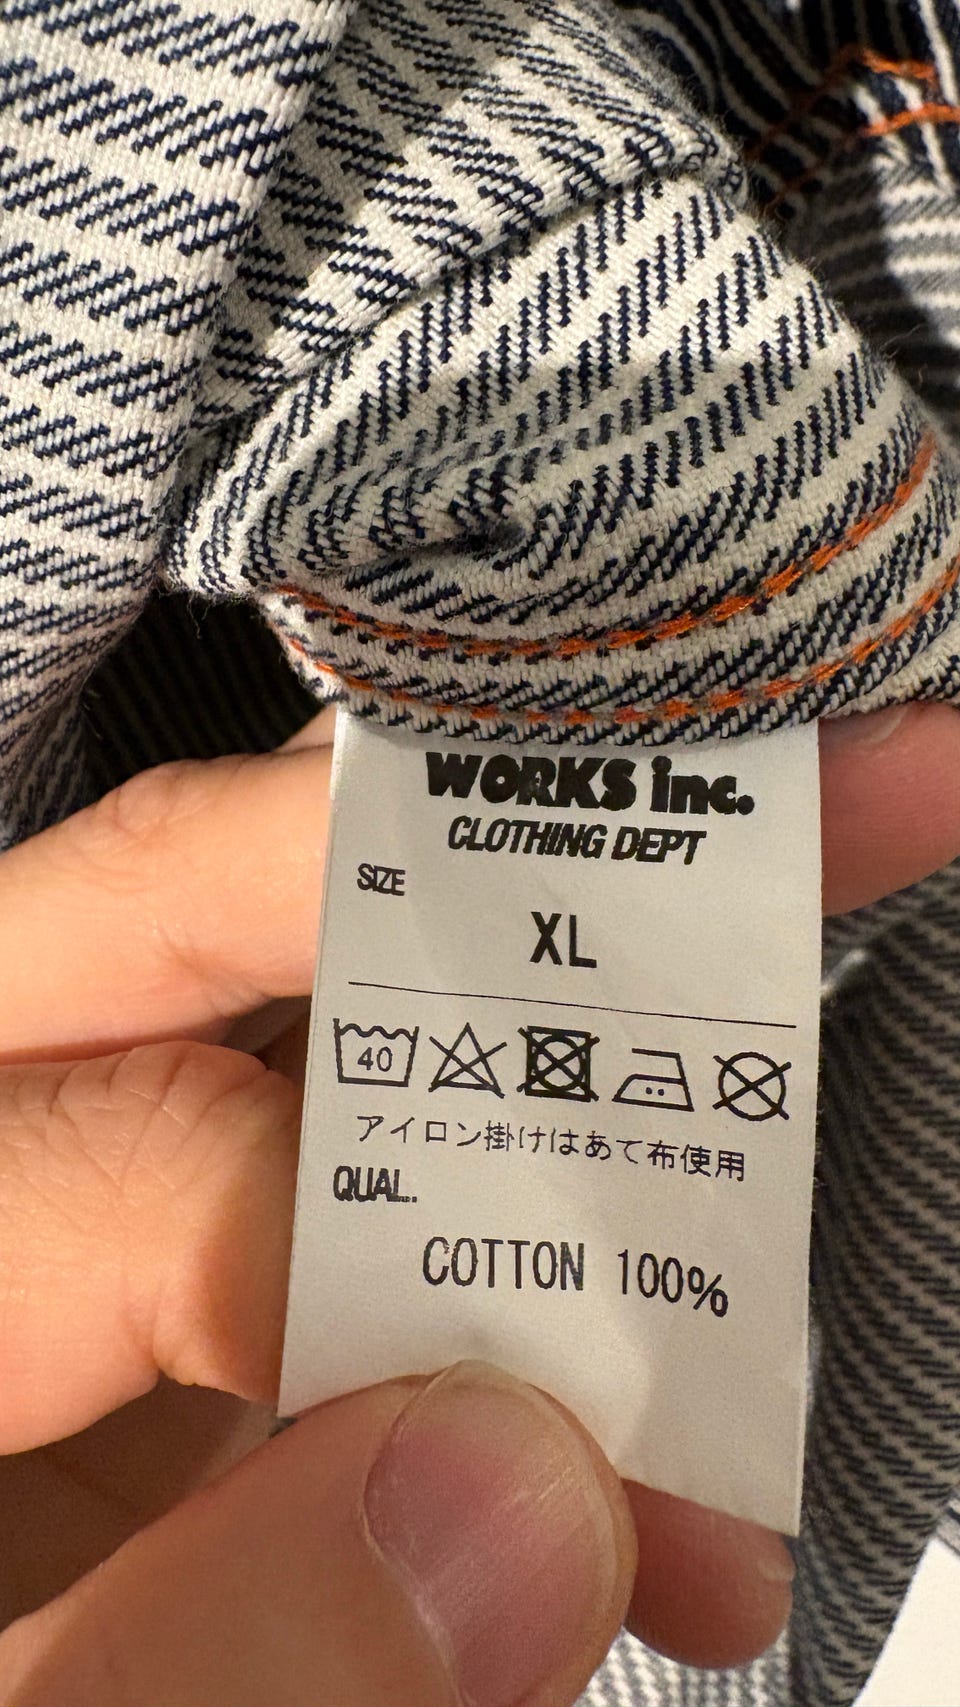 WORKS inc.
CLOTHING DEPT
SIZE
XL
40
アイロン掛けはあて布使用
QUAL.
COTTON 100%